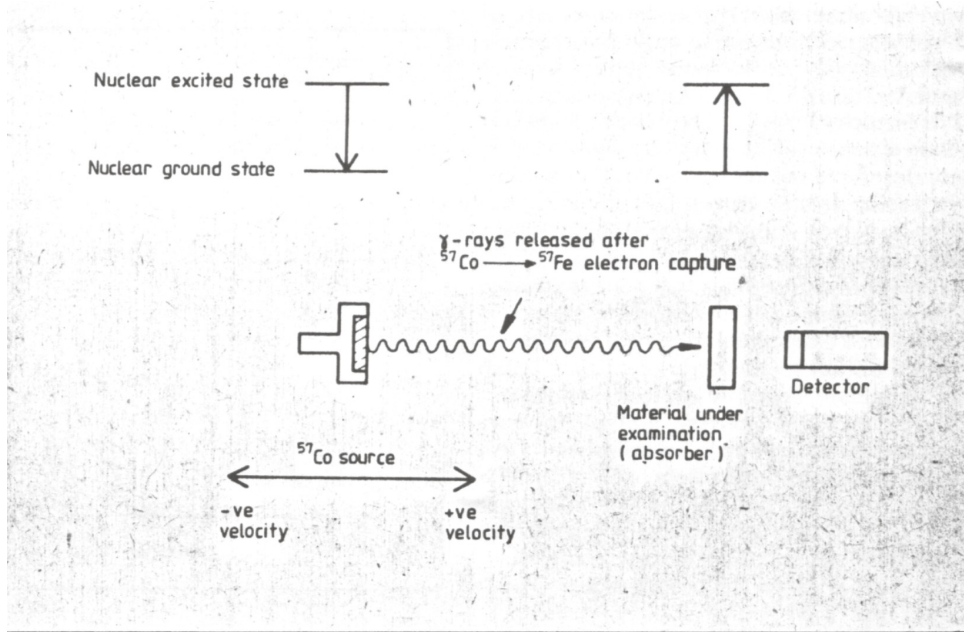 Nuclear excited state
Nuclear ground state
γ-rays released after
⁵⁷Co ⟶ ⁵⁷Fe electron capture
Detector
Material under
examination
(absorber)
⁵⁷Co source
-ve
velocity
+ve
velocity